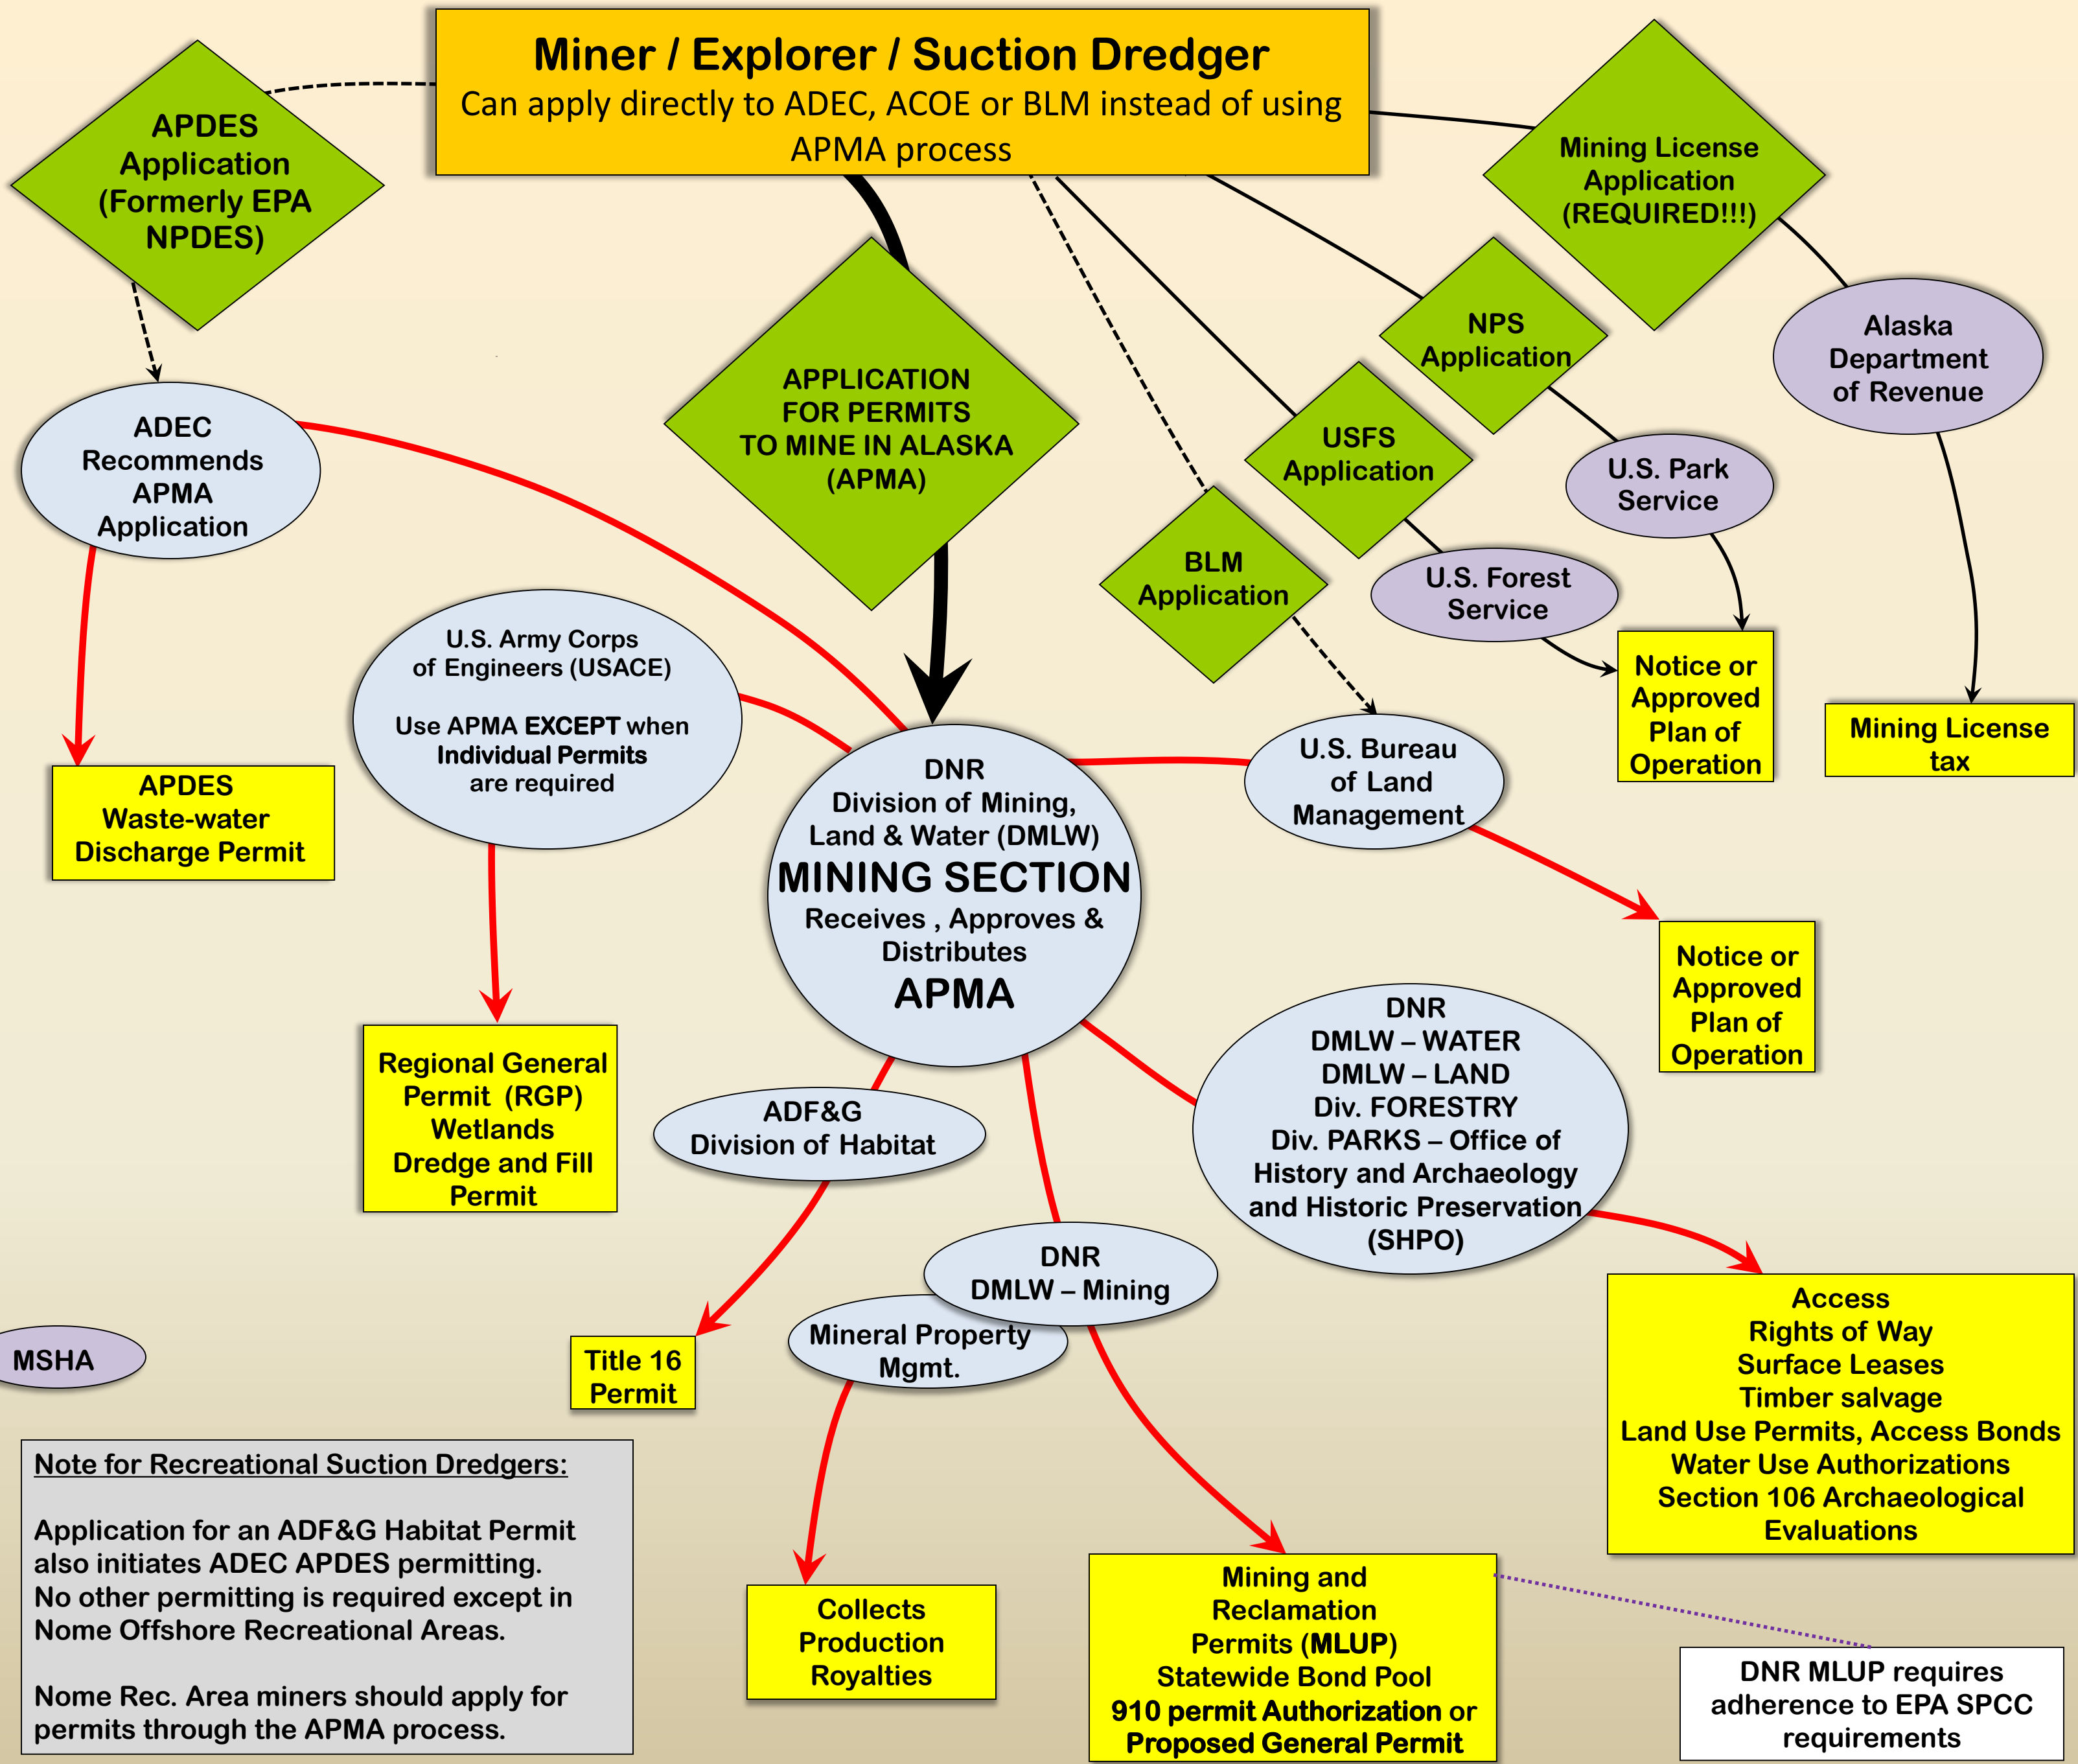 Miner / Explorer / Suction Dredger
Can apply directly to ADEC, ACOE or BLM instead of using
APMA process
APDES
Application
(Formerly EPA
NPDES)
Mining License
Application
(REQUIRED!!!)
NPS
Application
Alaska
Department
of Revenue
APPLICATION
FOR PERMITS
TO MINE IN ALASKA
(APMA)
USFS
Application
ADEC
Recommends
APMA
Application
U.S. Park
Service
BLM
Application
U.S. Forest
Service
U.S. Army Corps
of Engineers (USACE)
Use APMA EXCEPT when
Individual Permits
are required
Notice or
Approved
Plan of
Operation
Mining License
tax
U.S. Bureau
of Land
Management
APDES
Waste-water
Discharge Permit
DNR
Division of Mining,
Land & Water (DMLW)
MINING SECTION
Receives , Approves &
Distributes
APMA
Notice or
Approved
Plan of
Operation
DNR
DMLW – WATER
DMLW – LAND
Div. FORESTRY
Div. PARKS – Office of
History and Archaeology
and Historic Preservation
(SHPO)
Regional General
Permit (RGP)
Wetlands
Dredge and Fill
Permit
ADF&G
Division of Habitat
DNR
DMLW – Mining
Mineral Property
Mgmt.
MSHA
Title 16
Permit
Access
Rights of Way
Surface Leases
Timber salvage
Land Use Permits, Access Bonds
Water Use Authorizations
Section 106 Archaeological
Evaluations
Note for Recreational Suction Dredgers:
Application for an ADF&G Habitat Permit
also initiates ADEC APDES permitting.
No other permitting is required except in
Nome Offshore Recreational Areas.
Nome Rec. Area miners should apply for
permits through the APMA process.
Collects
Production
Royalties
Mining and
Reclamation
Permits (MLUP)
Statewide Bond Pool
910 permit Authorization or
Proposed General Permit
DNR MLUP requires
adherence to EPA SPCC
requirements